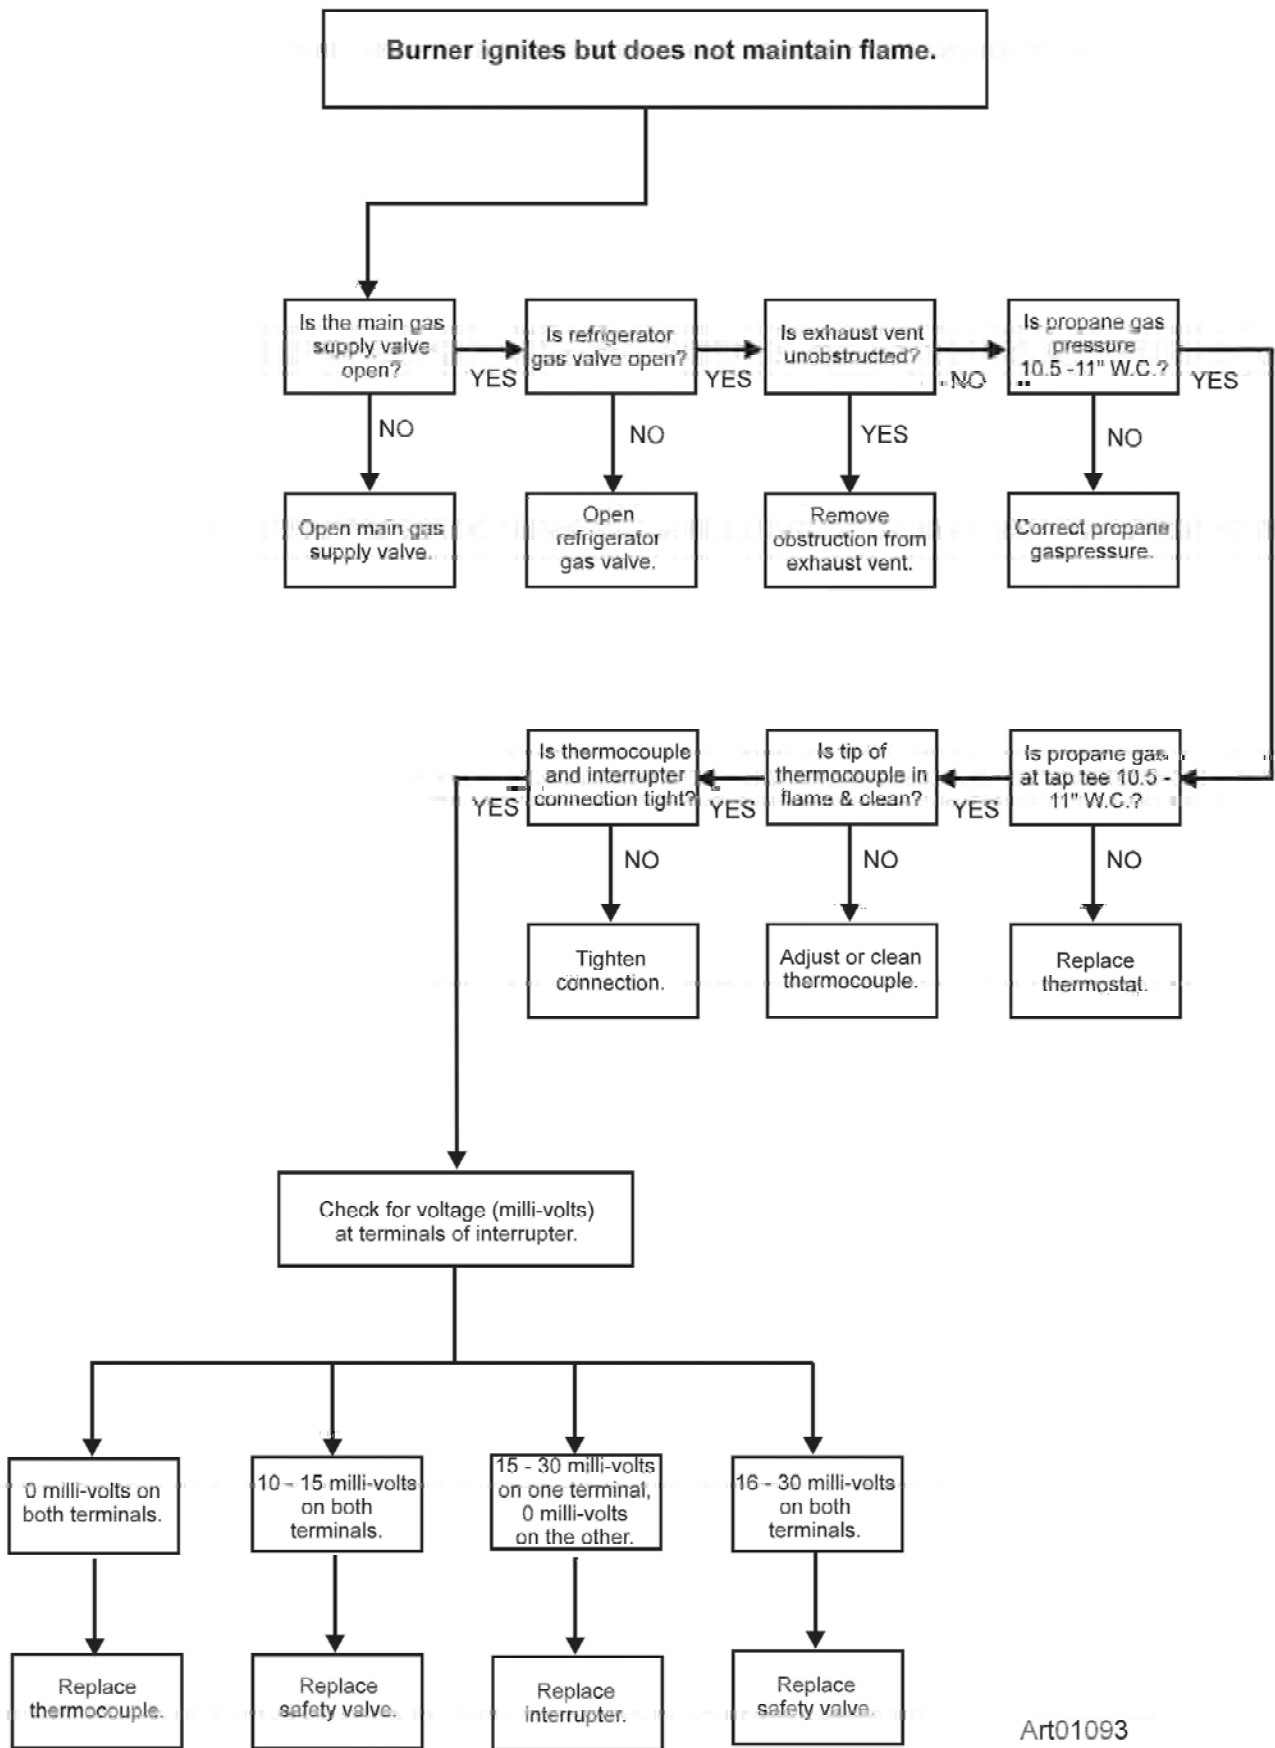 Burner ignites but does not maintain flame.
Is the main gas
supply valve
open?
YES
Is refrigerator
gas valve open?
YES
Is exhaust vent
unobstructed?
NO
Is propane gas
pressure
10.5 -11" W.C.?
YES
NO
NO
YES
NO
Open main gas
supply valve.
Open
refrigerator
gas valve.
Remove
obstruction from
exhaust vent.
Correct propane
gaspressure.
Is thermocouple
and interrupter
connection tight?
YES
Is tip of
thermocouple in
flame & clean?
YES
Is propane gas
at tap tee 10.5 -
11" W.C.?
YES
NO
NO
NO
Tighten
connection.
Adjust or clean
thermocouple.
Replace
thermostat.
Check for voltage (milli-volts)
at terminals of interrupter.
0 milli-volts on
both terminals.
10 - 15 milli-volts
on both
terminals.
15 - 30 milli-volts
on one terminal,
0 milli-volts
on the other.
16 - 30 milli-volts
on both
terminals.
Replace
thermocouple.
Replace
safety valve.
Replace
interrupter.
Replace
safety valve.
Art01093